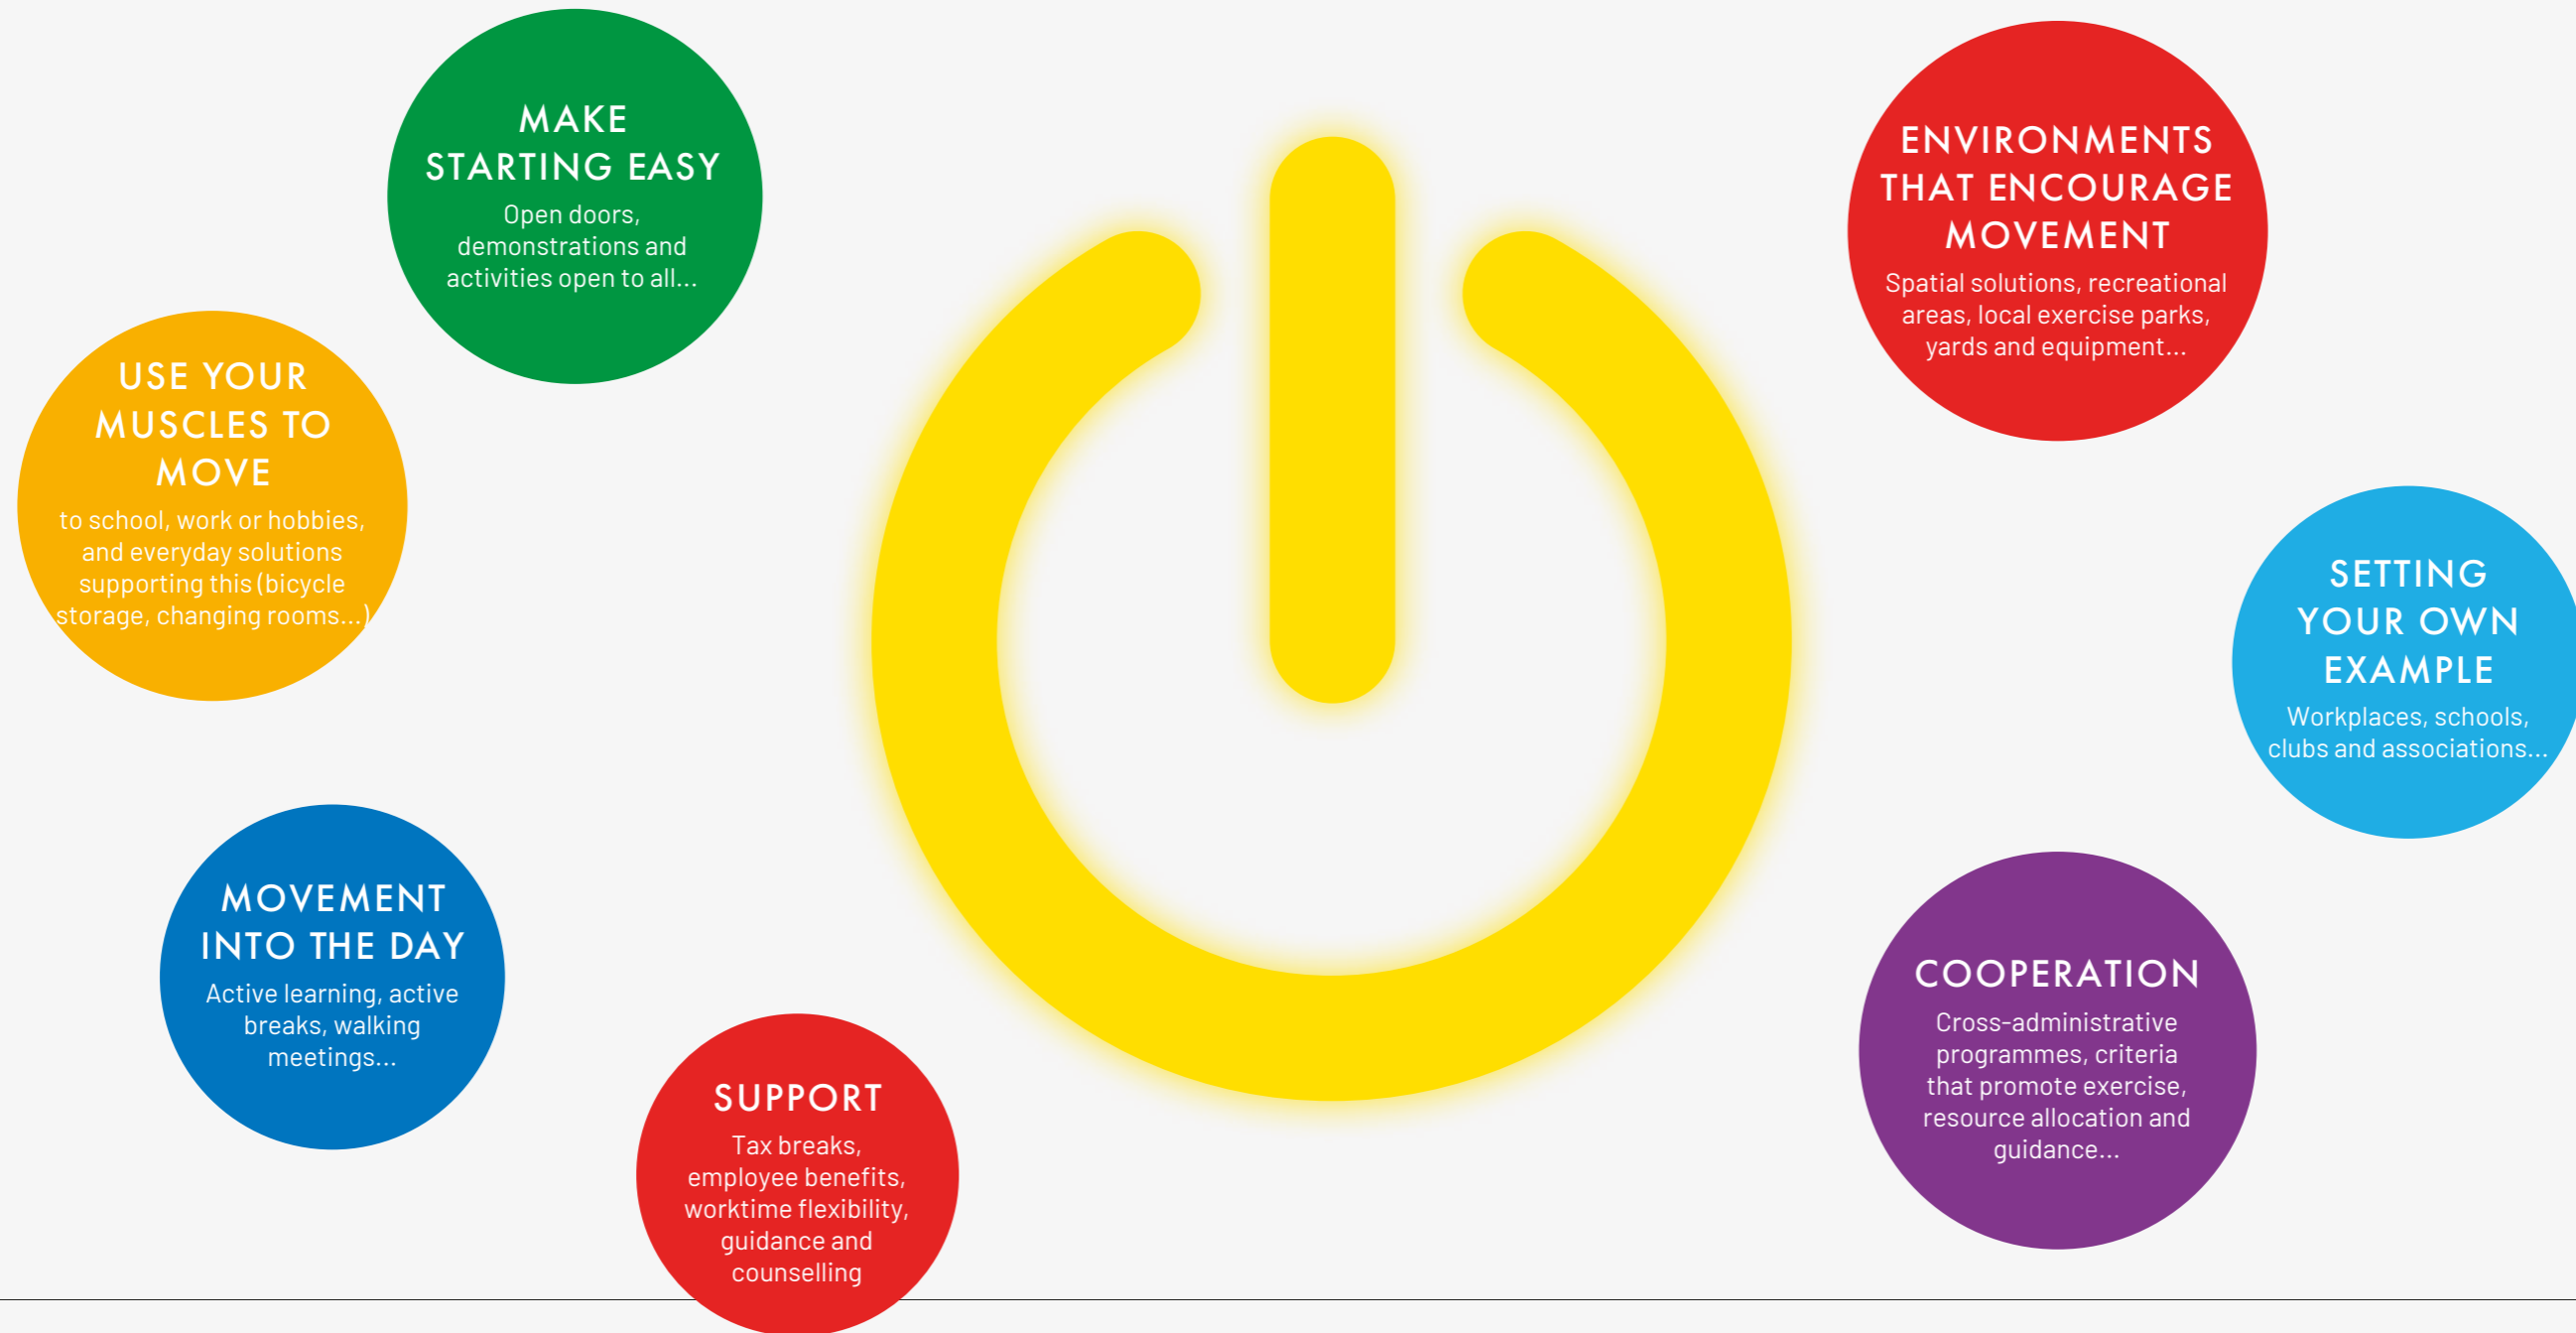 MAKE
STARTING EASY
Open doors,
demonstrations and
activities open to all...
ENVIRONMENTS
THAT ENCOURAGE
MOVEMENT
Spatial solutions, recreational
areas, local exercise parks,
yards and equipment...
USE YOUR
MUSCLES TO
MOVE
to school, work or hobbies,
and everyday solutions
supporting this (bicycle
storage, changing rooms...)
SETTING
YOUR OWN
EXAMPLE
Workplaces, schools,
clubs and associations...
MOVEMENT
INTO THE DAY
Active learning, active
breaks, walking
meetings...
COOPERATION
Cross-administrative
programmes, criteria
that promote exercise,
resource allocation and
guidance...
SUPPORT
Tax breaks,
employee benefits,
worktime flexibility,
guidance and
counselling